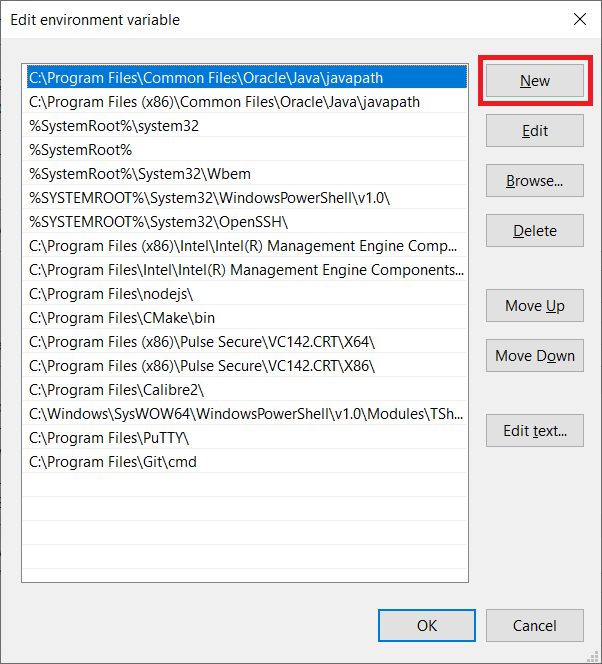 Edit environment variable
C:\Program Files\Common Files\Oracle\Java\javapath
C:\Program Files (x86)\Common Files\Oracle\Java\javapath
%SystemRoot%\system32
%SystemRoot%
%SystemRoot%\System32\Wbem
%SYSTEMROOT%\System32\WindowsPowerShell\v1.0\
%SYSTEMROOT%\System32\OpenSSH\
C:\Program Files (x86)\Intel\Intel(R) Management Engine Comp...
C:\Program Files\Intel\Intel(R) Management Engine Components...
C:\Program Files\nodejs\
C:\Program Files\CMake\bin
C:\Program Files (x86)\Pulse Secure\VC142.CRT\X64\
C:\Program Files (x86)\Pulse Secure\VC142.CRT\X86\
C:\Program Files\Calibre2\
C:\Windows\SysWOW64\WindowsPowerShell\v1.0\Modules\TSh...
C:\Program Files\PuTTY\
C:\Program Files\Git\cmd
New
Edit
Browse...
Delete
Move Up
Move Down
Edit text...
OK
Cancel